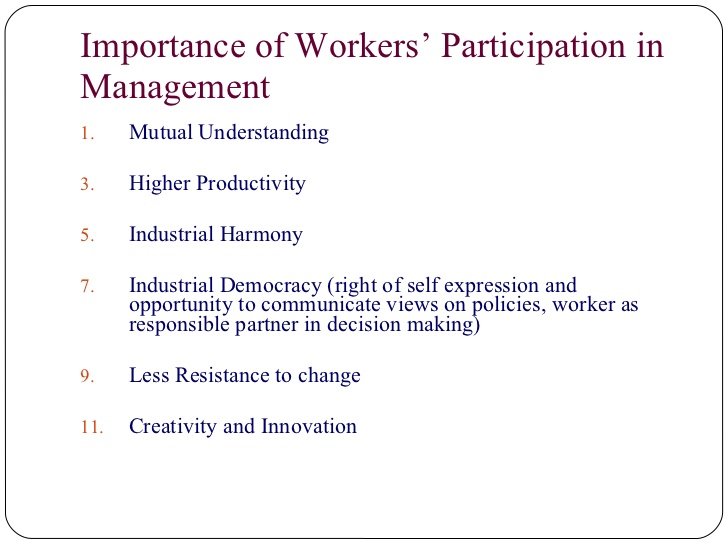 Importance of Workers’ Participation in
Management
1. Mutual Understanding
3. Higher Productivity
5. Industrial Harmony
7. Industrial Democracy (right of self expression and
opportunity to communicate views on policies, worker as
responsible partner in decision making)
9. Less Resistance to change
11. Creativity and Innovation